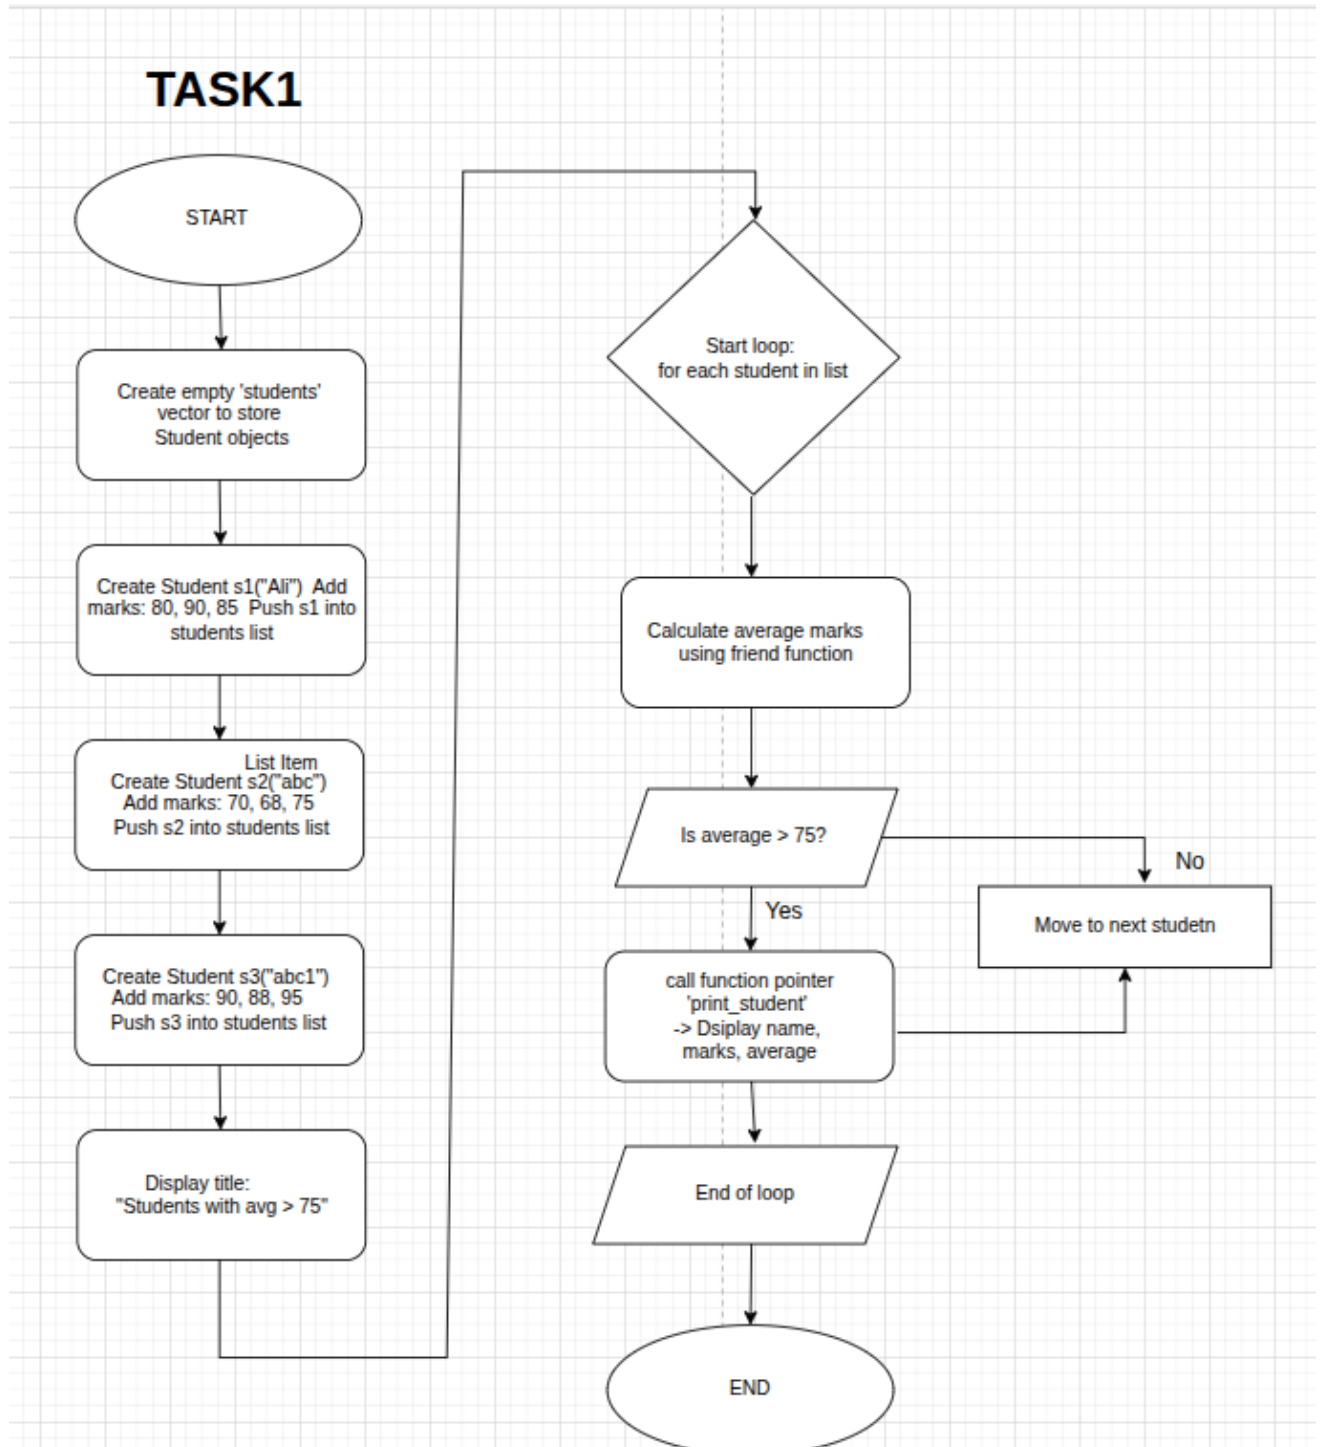 TASK1
START
Create empty 'students'
vector to store
Student objects
Create Student s1("Ali")  Add
marks: 80, 90, 85  Push s1 into
students list
List Item
Create Student s2("abc")
Add marks: 70, 68, 75
Push s2 into students list
Create Student s3("abc1")
Add marks: 90, 88, 95
Push s3 into students list
Display title:
"Students with avg > 75"
Start loop:
for each student in list
Calculate average marks
using friend function
Is average > 75?
No
Yes
Move to next studetn
call function pointer
'print_student'
-> Dsiplay name,
marks, average
End of loop
END